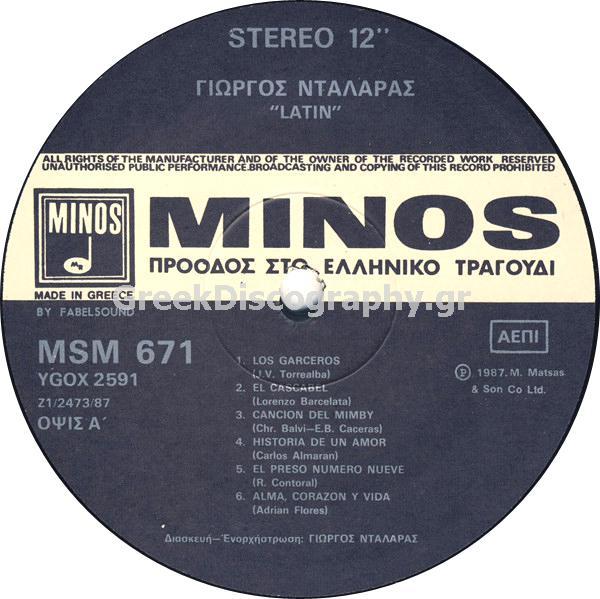 STEREO 12''
ΓΙΩΡΓΟΣ ΝΤΑΛΑΡΑΣ
"LATIN"
ALL RIGHTS OF THE MANUFACTURER AND OF THE OWNER OF THE RECORDED WORK RESERVED
UNAUTHORISED PUBLIC PERFORMANCE.BROADCASTING AND COPYING OF THIS RECORD PROHIBITED
MINOS
MR
MINOS
ΠΡΟΟΔΟΣ ΣΤΟ ΕΛΛΗΝΙΚΟ ΤΡΑΓΟΥΔΙ
MADE IN GREECE
GreekDiscography.gr
BY FABELSOUND
MSM 671
YGOX 2591
Z1/2473/87
ΟΨΙΣ Α΄
ΑΕΠΙ
Ⓟ 1987. M. Matsas
& Son Co Ltd.
1. LOS GARCEROS
(J.V. Torrealba)
2. EL CASCABEL
(Lorenzo Barcelata)
3. CANCION DEL MIMBY
(Chr. Balvi–E.B. Caceras)
4. HISTORIA DE UN AMOR
(Carlos Almaran)
5. EL PRESO NUMERO NUEVE
(R. Contoral)
6. ALMA, CORAZON Y VIDA
(Adrian Flores)
Διασκευή–Ενορχήστρωση: ΓΙΩΡΓΟΣ ΝΤΑΛΑΡΑΣ